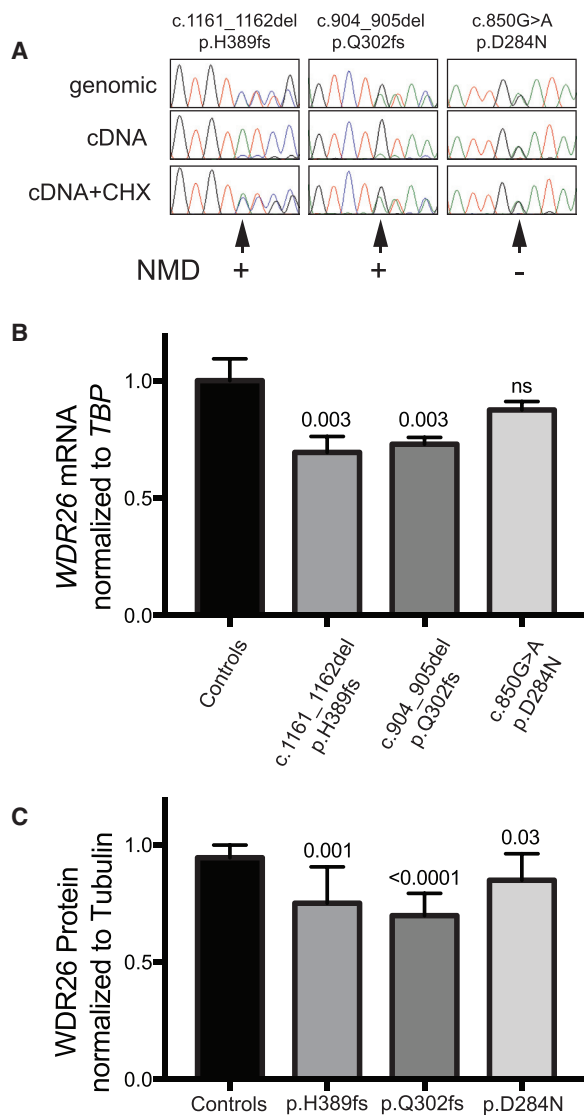 A
c.1161_1162del c.904_905del c.850G>A
p.H389fs p.Q302fs p.D284N
genomic
cDNA
cDNA+CHX
NMD + + -
B
WDR26 mRNA
normalized to TBP
1.0
0.5
0.0
0.003
0.003
ns
Controls
c.1161_1162del
p.H389fs
c.904_905del
p.Q302fs
c.850G>A
p.D284N
C
WDR26 Protein
normalized to Tubulin
1.0
0.5
0.0
0.001
<0.0001
0.03
Controls p.H389fs p.Q302fs p.D284N